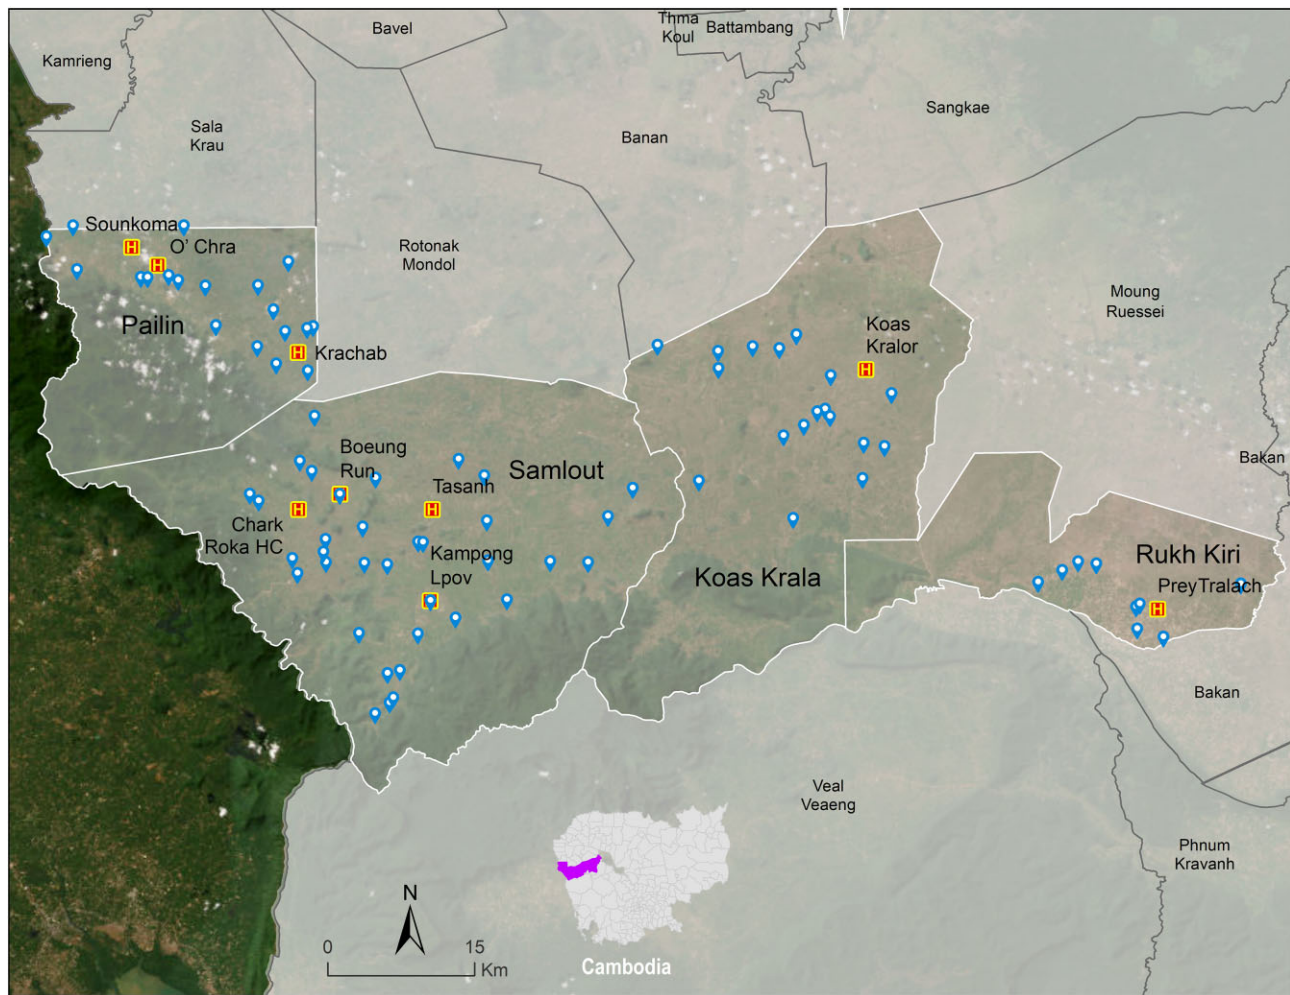 Bavel
Thma
Koul
Battambang
Kamrieng
Sangkae
Sala
Krau
Banan
Sounkoma
O' Chra
Rotonak
Mondol
Moung
Ruessei
Pailin
Koas
Kralor
Krachab
Boeung
Run
Samlout
Tasanh
Bakan
Chark
Roka HC
Kampong
Lpov
Koas Krala
Rukh Kiri
PreyTralach
Bakan
Veal
Veaeng
Phnum
Kravanh
N
0
15
Km
Cambodia
H
H
H
H
H
H
H
H
H